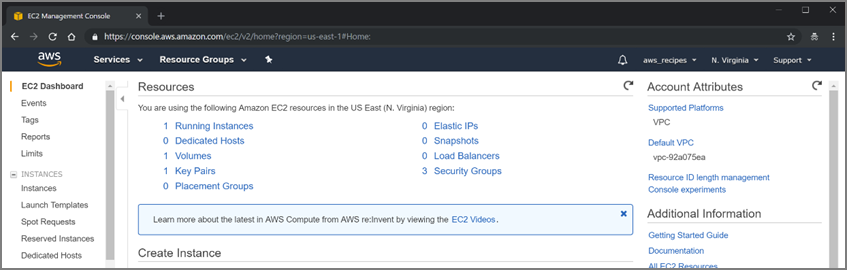 EC2 Management Console
https://console.aws.amazon.com/ec2/v2/home?region=us-east-1#Home:
aws Services Resource Groups aws_recipes N. Virginia Support
EC2 Dashboard
Events
Tags
Reports
Limits
INSTANCES
Instances
Launch Templates
Spot Requests
Reserved Instances
Dedicated Hosts
Resources
You are using the following Amazon EC2 resources in the US East (N. Virginia) region:
1 Running Instances 0 Elastic IPs
0 Dedicated Hosts 0 Snapshots
1 Volumes 0 Load Balancers
1 Key Pairs 3 Security Groups
0 Placement Groups
Learn more about the latest in AWS Compute from AWS re:Invent by viewing the EC2 Videos.
Create Instance
Account Attributes
Supported Platforms
VPC
Default VPC
vpc-92a075ea
Resource ID length management
Console experiments
Additional Information
Getting Started Guide
Documentation
All EC2 Resources